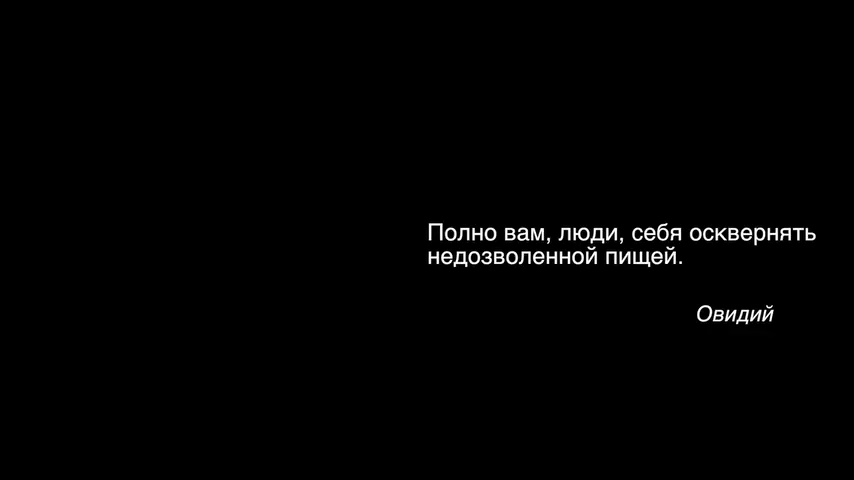 Полно вам, люди, себя осквернять
недозволенной пищей.
Овидий